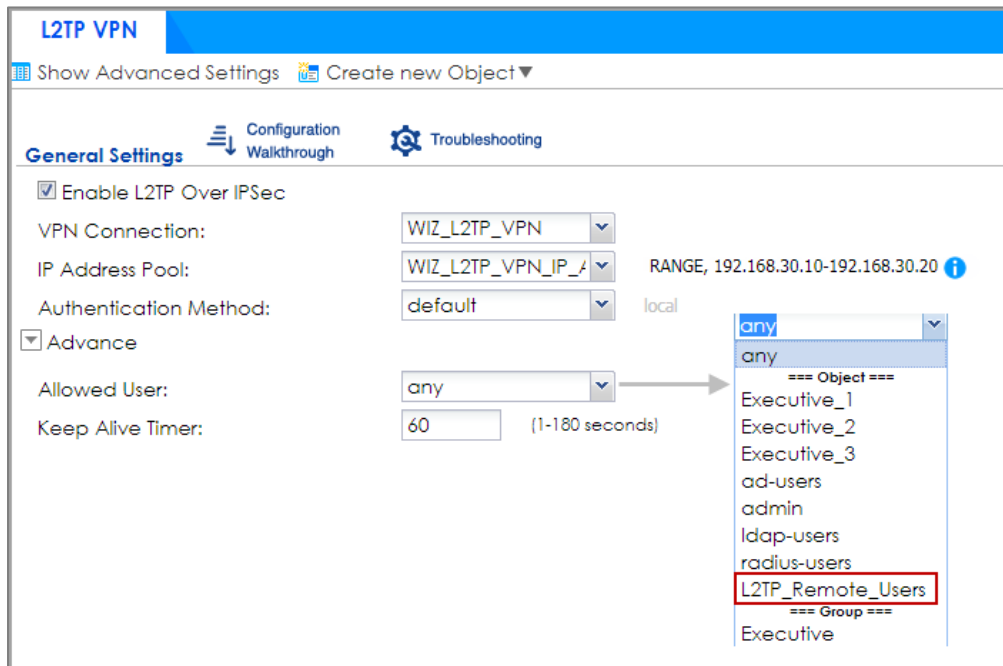 L2TP VPN
Show Advanced Settings Create new Object
General Settings Configuration Walkthrough Troubleshooting
Enable L2TP Over IPSec
VPN Connection: WIZ_L2TP_VPN
IP Address Pool: WIZ_L2TP_VPN_IP_A RANGE, 192.168.30.10-192.168.30.20
Authentication Method: default local
Advance
Allowed User: any
Keep Alive Timer: 60 (1-180 seconds)
any
any
=== Object ===
Executive_1
Executive_2
Executive_3
ad-users
admin
ldap-users
radius-users
L2TP_Remote_Users
=== Group ===
Executive